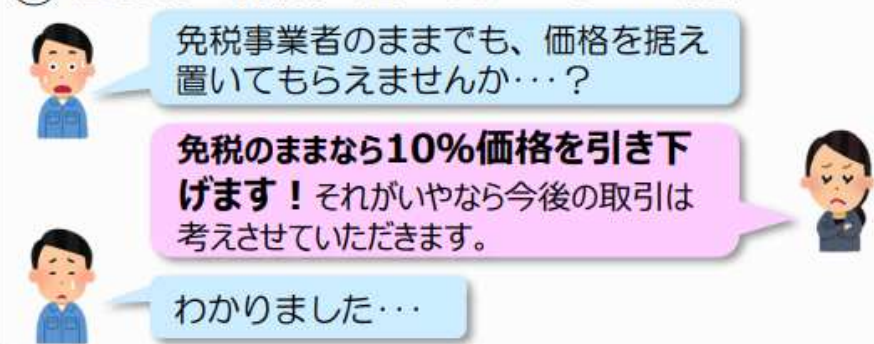 免税事業者のままでも、価格を据え
置いてもらえませんか・・・？
免税のままなら10%価格を引き下
げます！それがいやなら今後の取引は
考えさせていただきます。
わかりました・・・